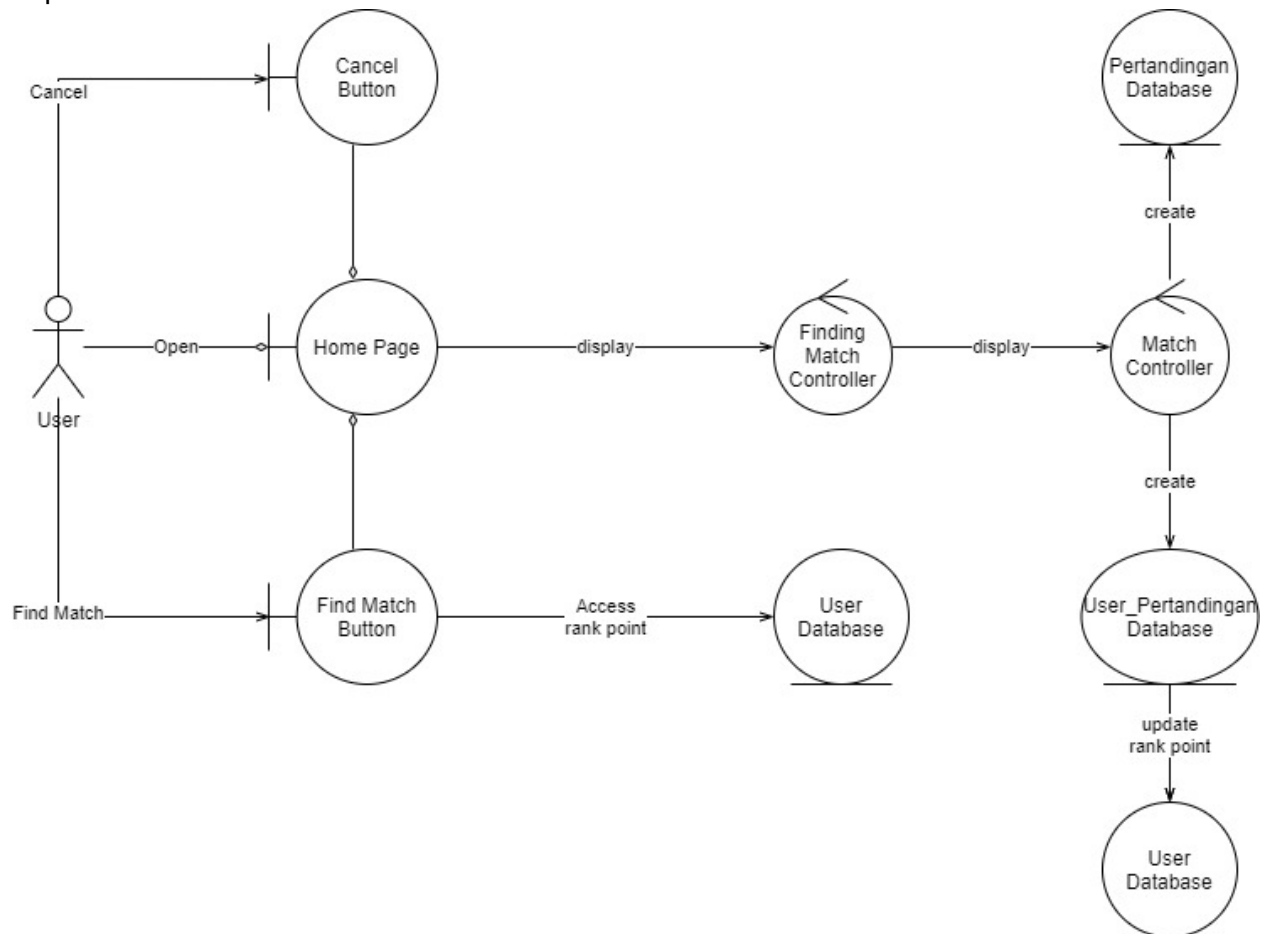 Cancel
Button
Pertandingan
Database
Cancel
create
Open
Home Page
display
Finding
Match
Controller
display
Match
Controller
User
create
Find Match
Find Match
Button
Access
rank point
User
Database
User_Pertandingan
Database
update
rank point
User
Database